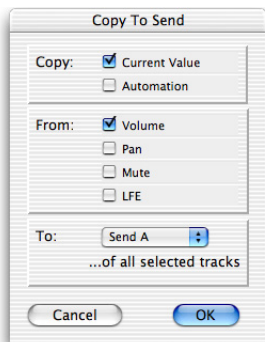 Copy To Send
Copy: Current Value
Automation
From: Volume
Pan
Mute
LFE
To: Send A
...of all selected tracks
Cancel OK